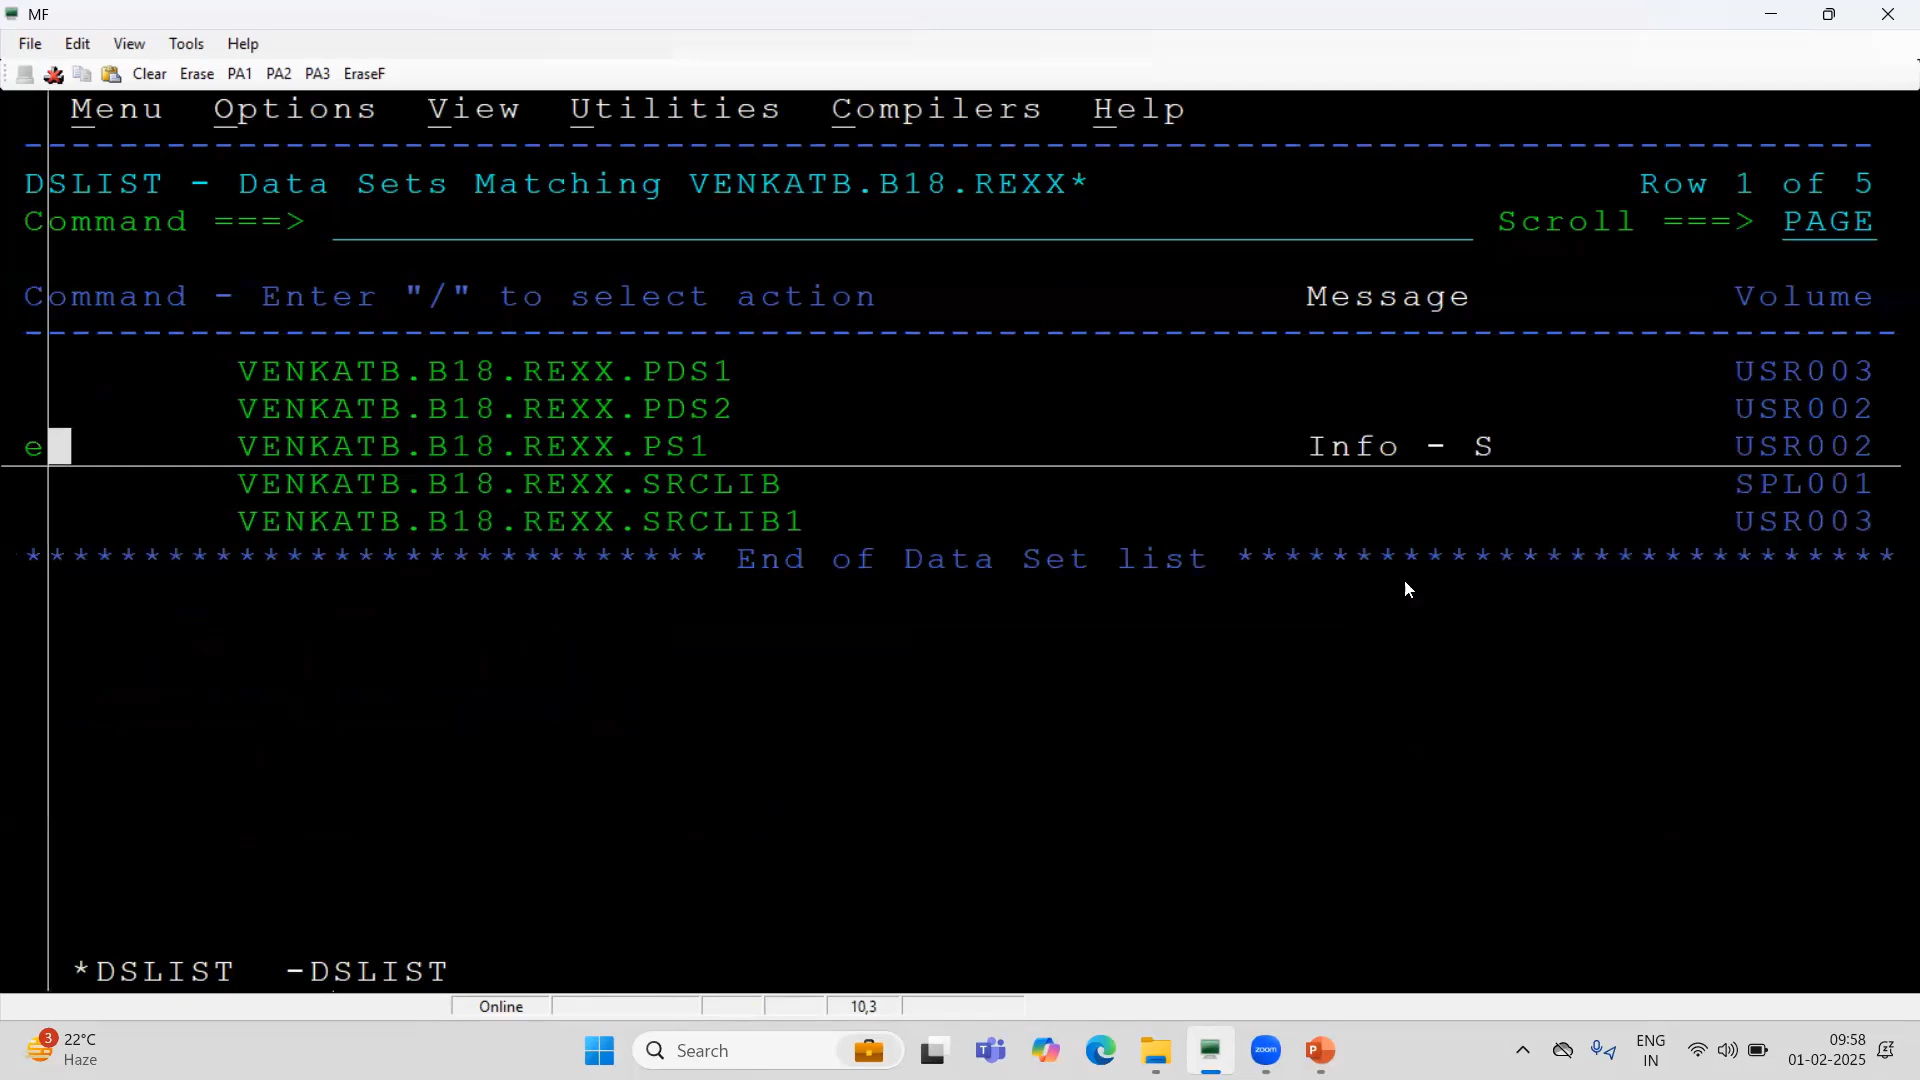 MF
File Edit View Tools Help
Clear Erase PA1 PA2 PA3 EraseF
Menu Options View Utilities Compilers Help
--------------------------------------------------------------------------------
DSLIST - Data Sets Matching VENKATB.B18.REXX* Row 1 of 5
Command ===> Scroll ===> PAGE
Command - Enter "/" to select action Message Volume
--------------------------------------------------------------------------------
VENKATB.B18.REXX.PDS1 USR003
VENKATB.B18.REXX.PDS2 USR002
e VENKATB.B18.REXX.PS1 Info - S USR002
VENKATB.B18.REXX.SRCLIB SPL001
VENKATB.B18.REXX.SRCLIB1 USR003
***************************** End of Data Set list ****************************
*DSLIST -DSLIST
Online 10,3
3 22°C
Haze
Search
zoom
ENG
IN
09:58
01-02-2025